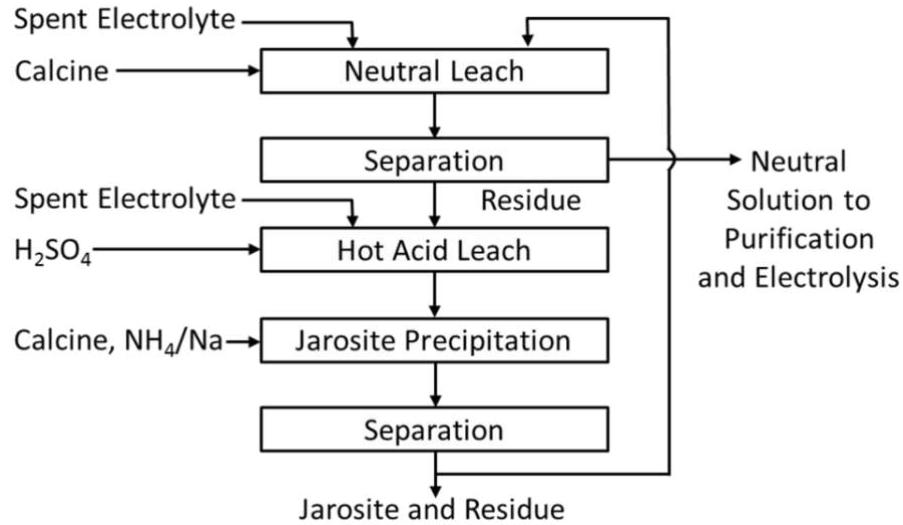 Spent Electrolyte
Calcine
Neutral Leach
Separation
Neutral
Solution to
Purification
and Electrolysis
Spent Electrolyte
Residue
H₂SO₄
Hot Acid Leach
Calcine, NH₄/Na
Jarosite Precipitation
Separation
Jarosite and Residue